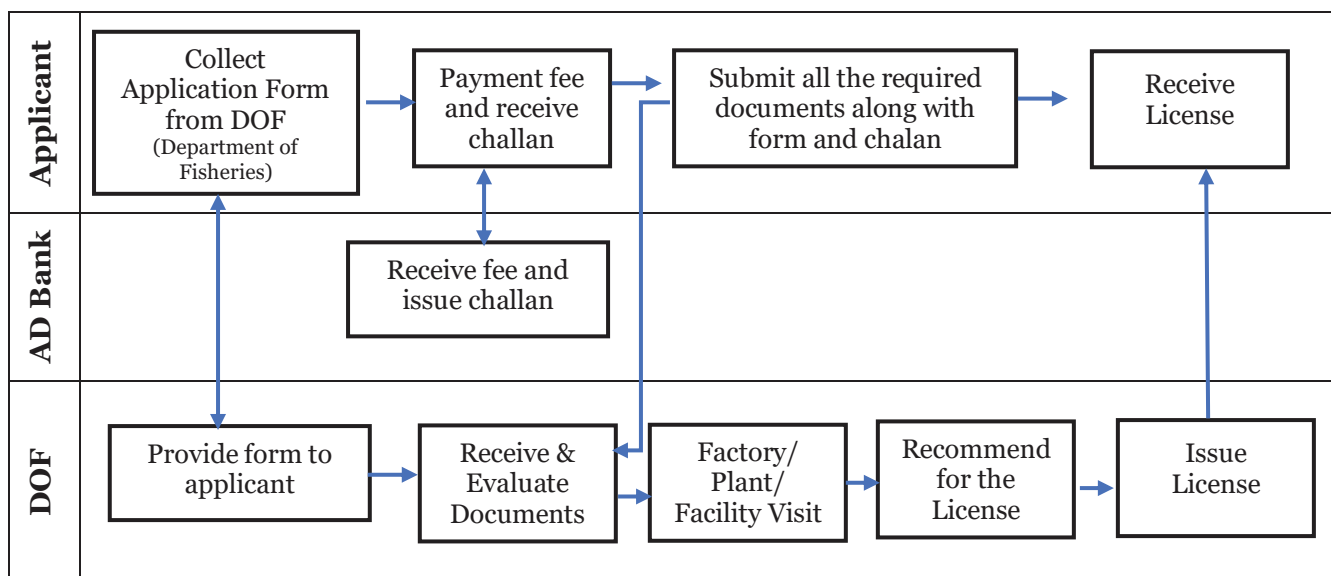 Applicant
Collect
Application Form
from DOF
(Department of
Fisheries)
Payment fee
and receive
challan
Submit all the required
documents along with
form and chalan
Receive
License
AD Bank
Receive fee and
issue challan
DOF
Provide form to
applicant
Receive &
Evaluate
Documents
Factory/
Plant/
Facility Visit
Recommend
for the
License
Issue
License